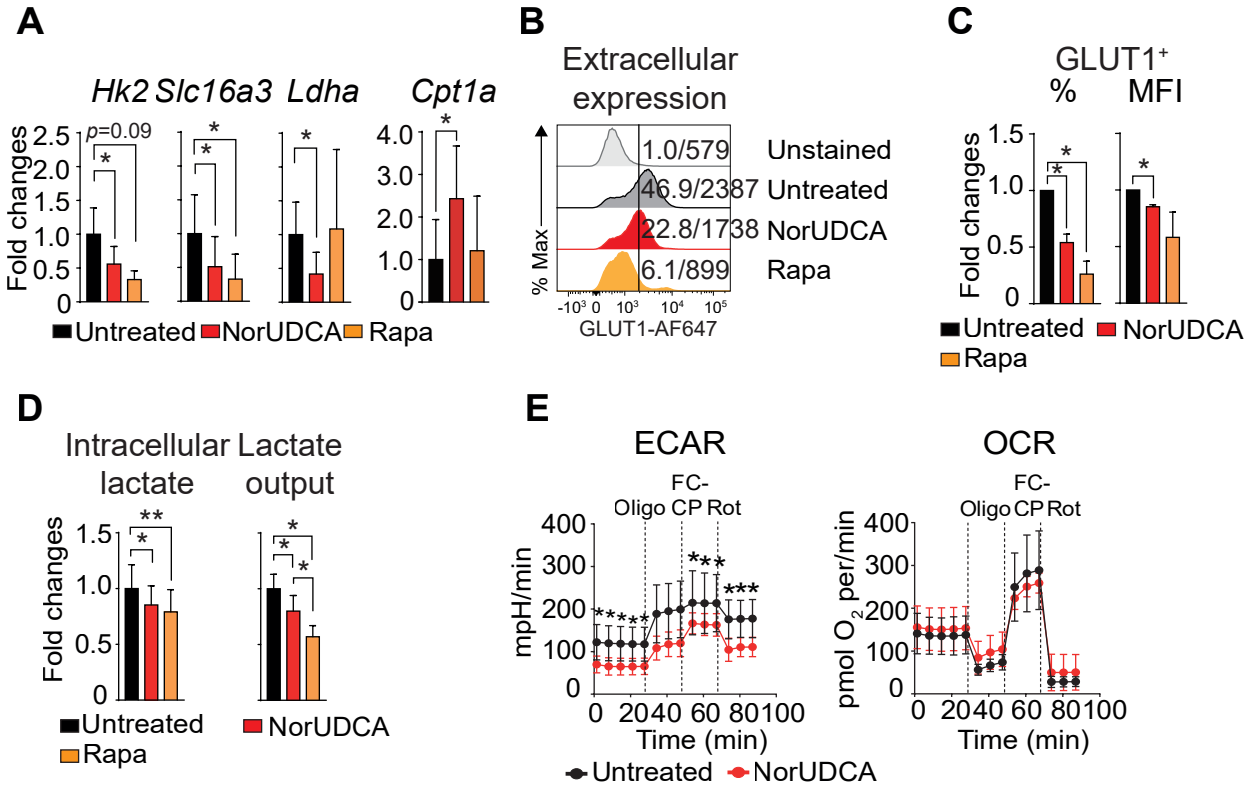 A
Hk2 Slc16a3 Ldha Cpt1a
Fold changes
2.5
2.0
1.5
1.0
0.5
0
p=0.09
*
*
*
*
4.0
3.0
2.0
1.0
0
*
Untreated NorUDCA Rapa
B
Extracellular
expression
% Max
1.0/579 Unstained
46.9/2387 Untreated
22.8/1738 NorUDCA
6.1/899 Rapa
-10³ 0 10³ 10⁴ 10⁵
GLUT1-AF647
C
GLUT1⁺
% MFI
Fold changes
1.5
1.0
0.5
0
*
*
*
Untreated NorUDCA
Rapa
D
Intracellular Lactate
lactate output
Fold changes
1.5
1.0
0.5
0
**
*
*
*
*
Untreated NorUDCA
Rapa
E
ECAR
FC-
Oligo CP Rot
mpH/min
400
300
200
100
0
*****
***
***
0 20 40 60 80 100
Time (min)
OCR
FC-
Oligo CP Rot
pmol O₂ per/min
400
300
200
100
0
0 20 40 60 80 100
Time (min)
Untreated NorUDCA